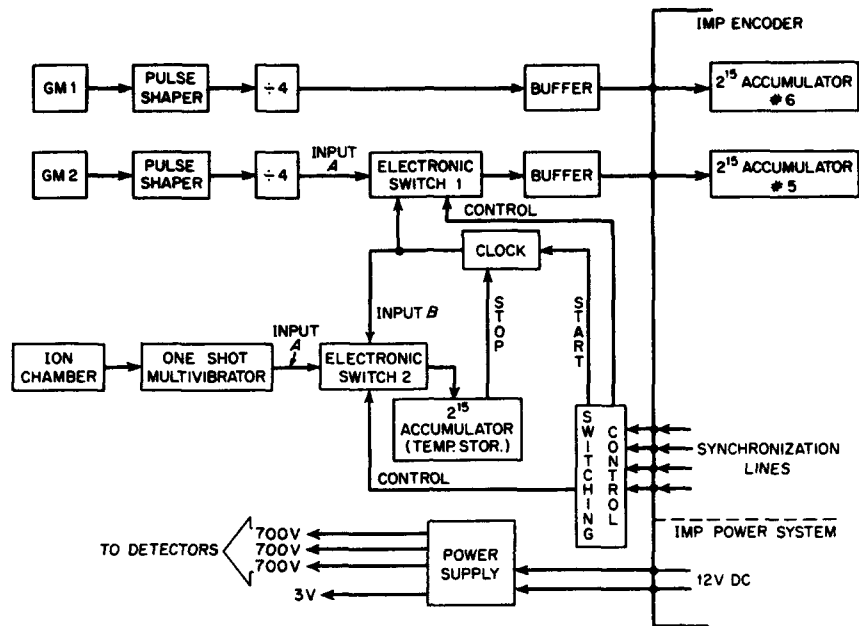 IMP ENCODER
GM 1
PULSE
SHAPER
÷4
BUFFER
2¹⁵ ACCUMULATOR
#6
GM 2
PULSE
SHAPER
÷4
INPUT
A
ELECTRONIC
SWITCH 1
BUFFER
2¹⁵ ACCUMULATOR
#5
CONTROL
CLOCK
INPUT B
STOP
START
ION
CHAMBER
ONE SHOT
MULTIVIBRATOR
INPUT
A
ELECTRONIC
SWITCH 2
2¹⁵
ACCUMULATOR
(TEMP. STOR.)
SWITCHING
CONTROL
SYNCHRONIZATION
LINES
CONTROL
IMP POWER SYSTEM
TO DETECTORS
700V
700V
700V
3V
POWER
SUPPLY
12V DC